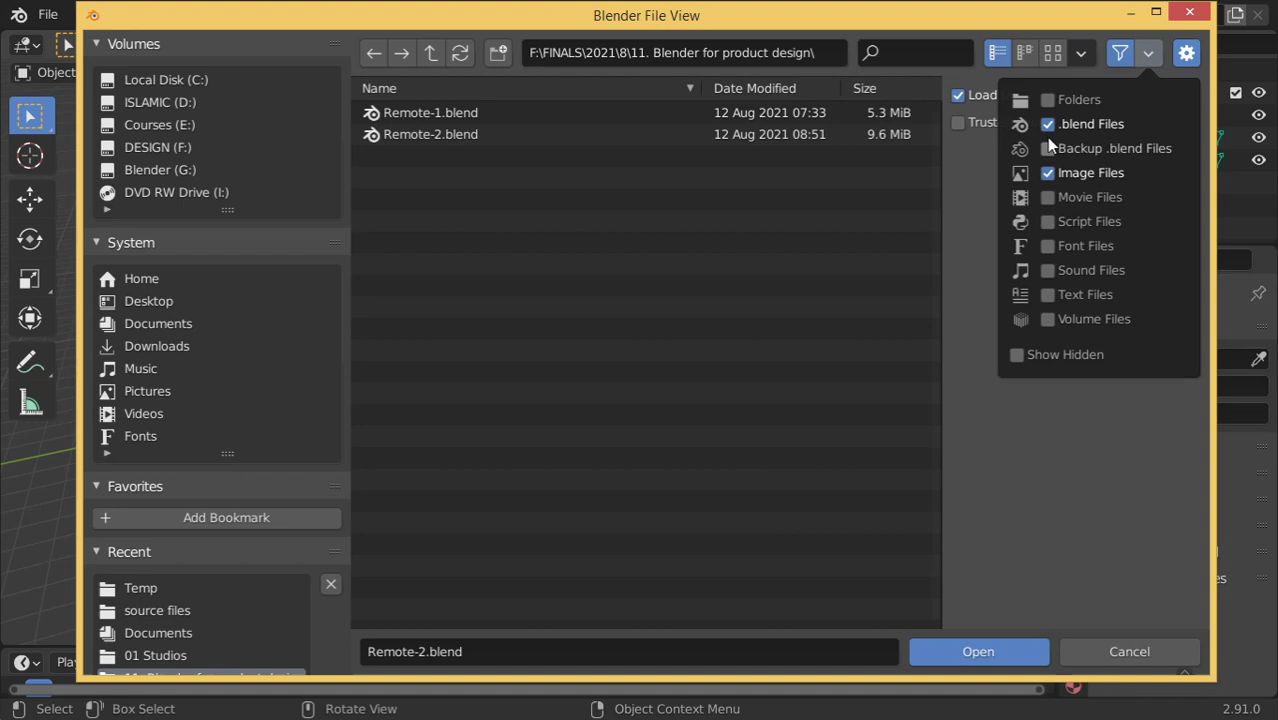 File
Blender File View
Volumes
F:\FINALS\2021\8\11. Blender for product design\
Object
Local Disk (C:)
ISLAMIC (D:)
Courses (E:)
DESIGN (F:)
Blender (G:)
DVD RW Drive (I:)
Name
Date Modified
Size
Remote-1.blend
12 Aug 2021 07:33
5.3 MiB
Remote-2.blend
12 Aug 2021 08:51
9.6 MiB
Load
Trust
Folders
.blend Files
Backup .blend Files
Image Files
Movie Files
Script Files
Font Files
Sound Files
Text Files
Volume Files
Show Hidden
System
Home
Desktop
Documents
Downloads
Music
Pictures
Videos
Fonts
Favorites
Add Bookmark
Recent
Temp
source files
Documents
01 Studios
Remote-2.blend
Open
Cancel
Select
Box Select
Rotate View
Object Context Menu
2.91.0